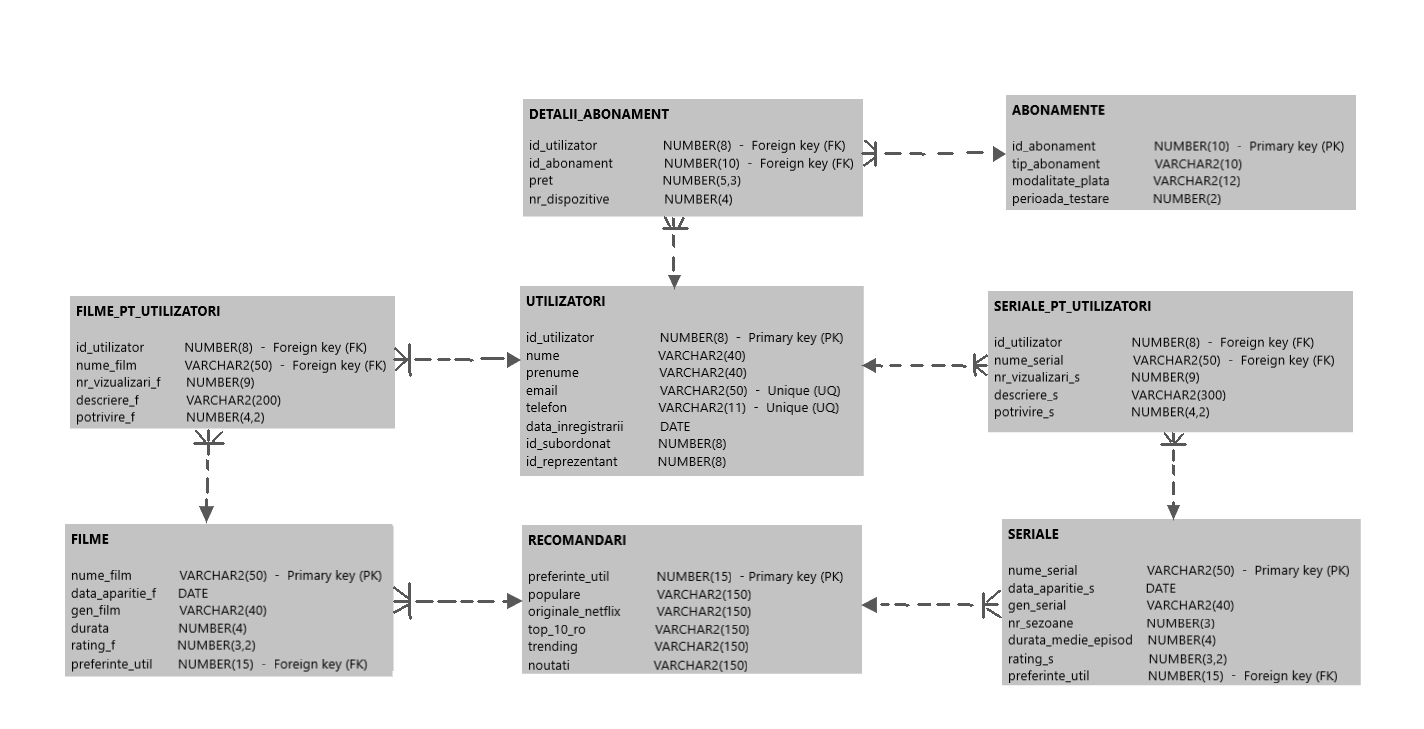 DETALII_ABONAMENT
id_utilizator NUMBER(8) - Foreign key (FK)
id_abonament NUMBER(10) - Foreign key (FK)
pret NUMBER(5,3)
nr_dispozitive NUMBER(4)
ABONAMENTE
id_abonament NUMBER(10) - Primary key (PK)
tip_abonament VARCHAR2(10)
modalitate_plata VARCHAR2(12)
perioada_testare NUMBER(2)
FILME_PT_UTILIZATORI
id_utilizator NUMBER(8) - Foreign key (FK)
nume_film VARCHAR2(50) - Foreign key (FK)
nr_vizualizari_f NUMBER(9)
descriere_f VARCHAR2(200)
potrivire_f NUMBER(4,2)
UTILIZATORI
id_utilizator NUMBER(8) - Primary key (PK)
nume VARCHAR2(40)
prenume VARCHAR2(40)
email VARCHAR2(50) - Unique (UQ)
telefon VARCHAR2(11) - Unique (UQ)
data_inregistrarii DATE
id_subordonat NUMBER(8)
id_reprezentant NUMBER(8)
SERIALE_PT_UTILIZATORI
id_utilizator NUMBER(8) - Foreign key (FK)
nume_serial VARCHAR2(50) - Foreign key (FK)
nr_vizualizari_s NUMBER(9)
descriere_s VARCHAR2(300)
potrivire_s NUMBER(4,2)
FILME
nume_film VARCHAR2(50) - Primary key (PK)
data_aparitie_f DATE
gen_film VARCHAR2(40)
durata NUMBER(4)
rating_f NUMBER(3,2)
preferinte_util NUMBER(15) - Foreign key (FK)
RECOMANDARI
preferinte_util NUMBER(15) - Primary key (PK)
populare VARCHAR2(150)
originale_netflix VARCHAR2(150)
top_10_ro VARCHAR2(150)
trending VARCHAR2(150)
noutati VARCHAR2(150)
SERIALE
nume_serial VARCHAR2(50) - Primary key (PK)
data_aparitie_s DATE
gen_serial VARCHAR2(40)
nr_sezoane NUMBER(3)
durata_medie_episod NUMBER(4)
rating_s NUMBER(3,2)
preferinte_util NUMBER(15) - Foreign key (FK)